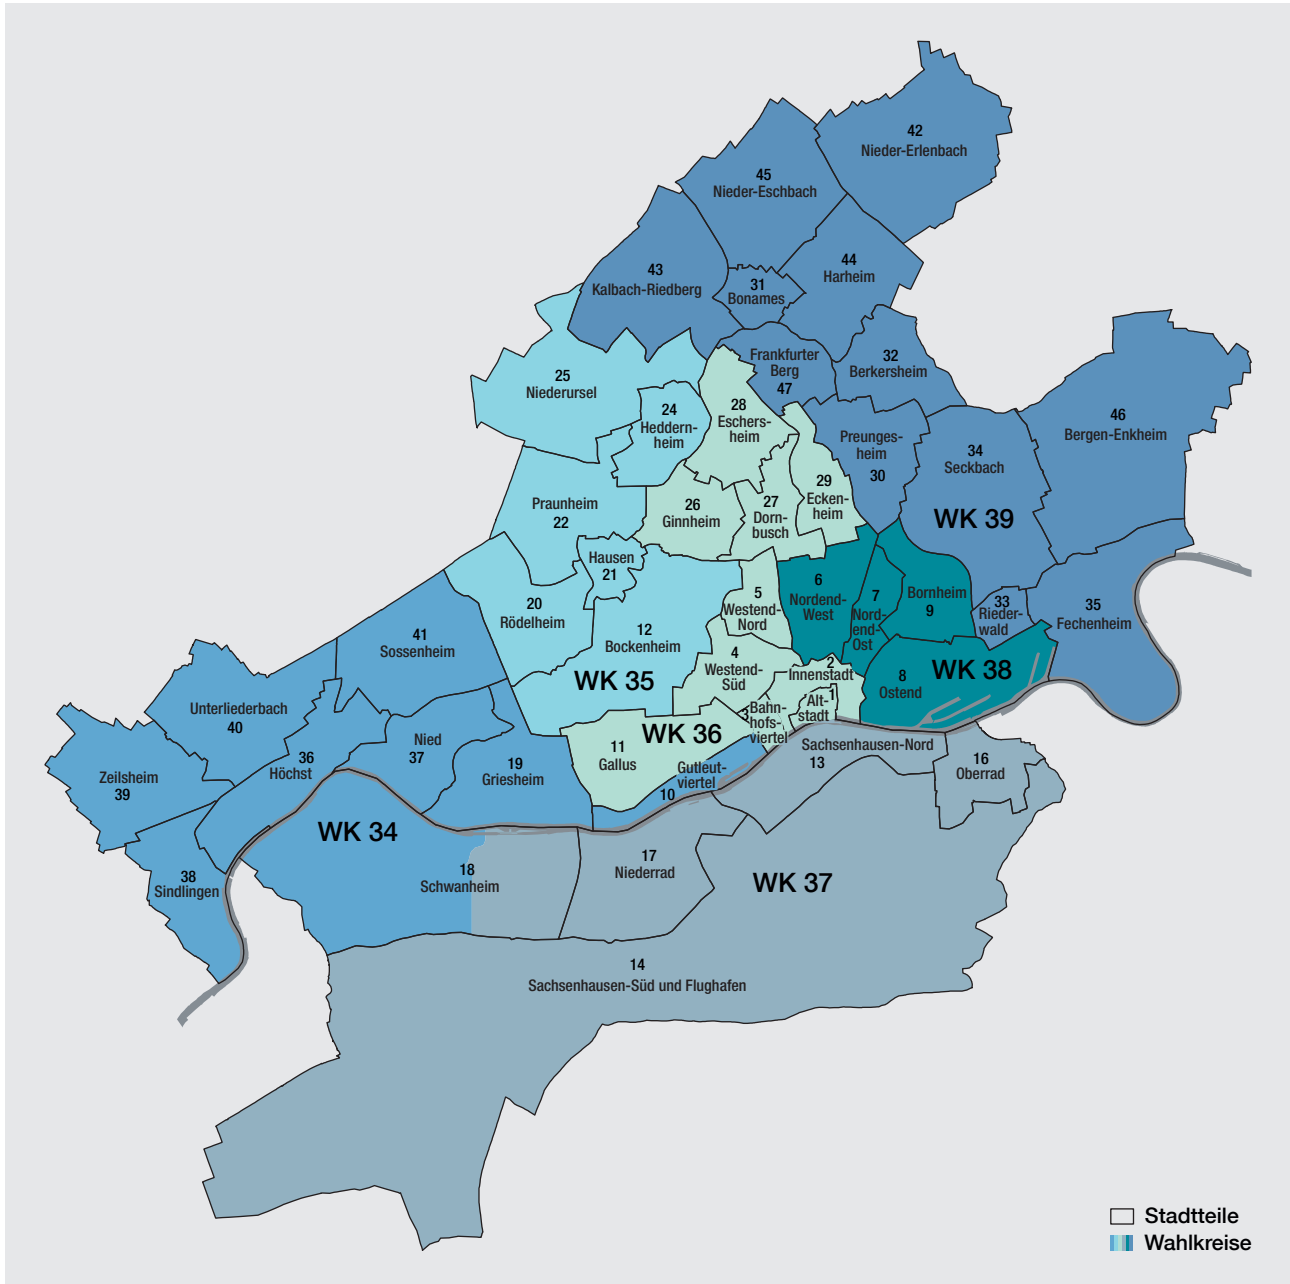 42
Nieder-Erlenbach
45
Nieder-Eschbach
44
Harheim
43
Kalbach-Riedberg
31
Bonames
Frankfurter
Berg
47
32
Berkersheim
25
Niederursel
24
Heddern-
heim
28
Eschers-
heim
46
Bergen-Enkheim
Preunges-
heim
30
34
Seckbach
WK 39
29
Ecken-
heim
27
Dorn-
busch
26
Ginnheim
Praunheim
22
Hausen
21
20
Rödelheim
12
Bockenheim
WK 35
5
Westend-
Nord
6
Nordend-
West
7
Nord-
end-
Ost
Bornheim
9
33
Rieder-
wald
35
Fechenheim
41
Sossenheim
4
Westend-
Süd
2
Innenstadt
1
Alt-
stadt
8
Ostend
WK 38
Unterliederbach
40
36
Höchst
Nied
37
19
Griesheim
11
Gallus
WK 36
3
Bahn-
hofs-
viertel
Gutleut-
viertel
10
Sachsenhausen-Nord
13
16
Oberrad
Zeilsheim
39
WK 34
38
Sindlingen
18
Schwanheim
17
Niederrad
WK 37
14
Sachsenhausen-Süd und Flughafen
Stadtteile
Wahlkreise